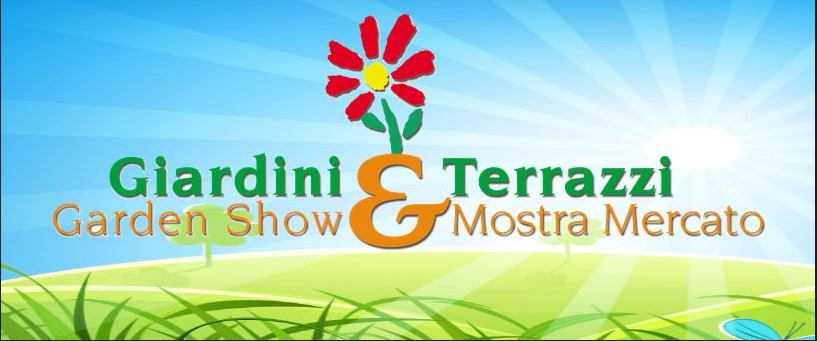 Giardini & Terrazzi
Garden Show & Mostra Mercato